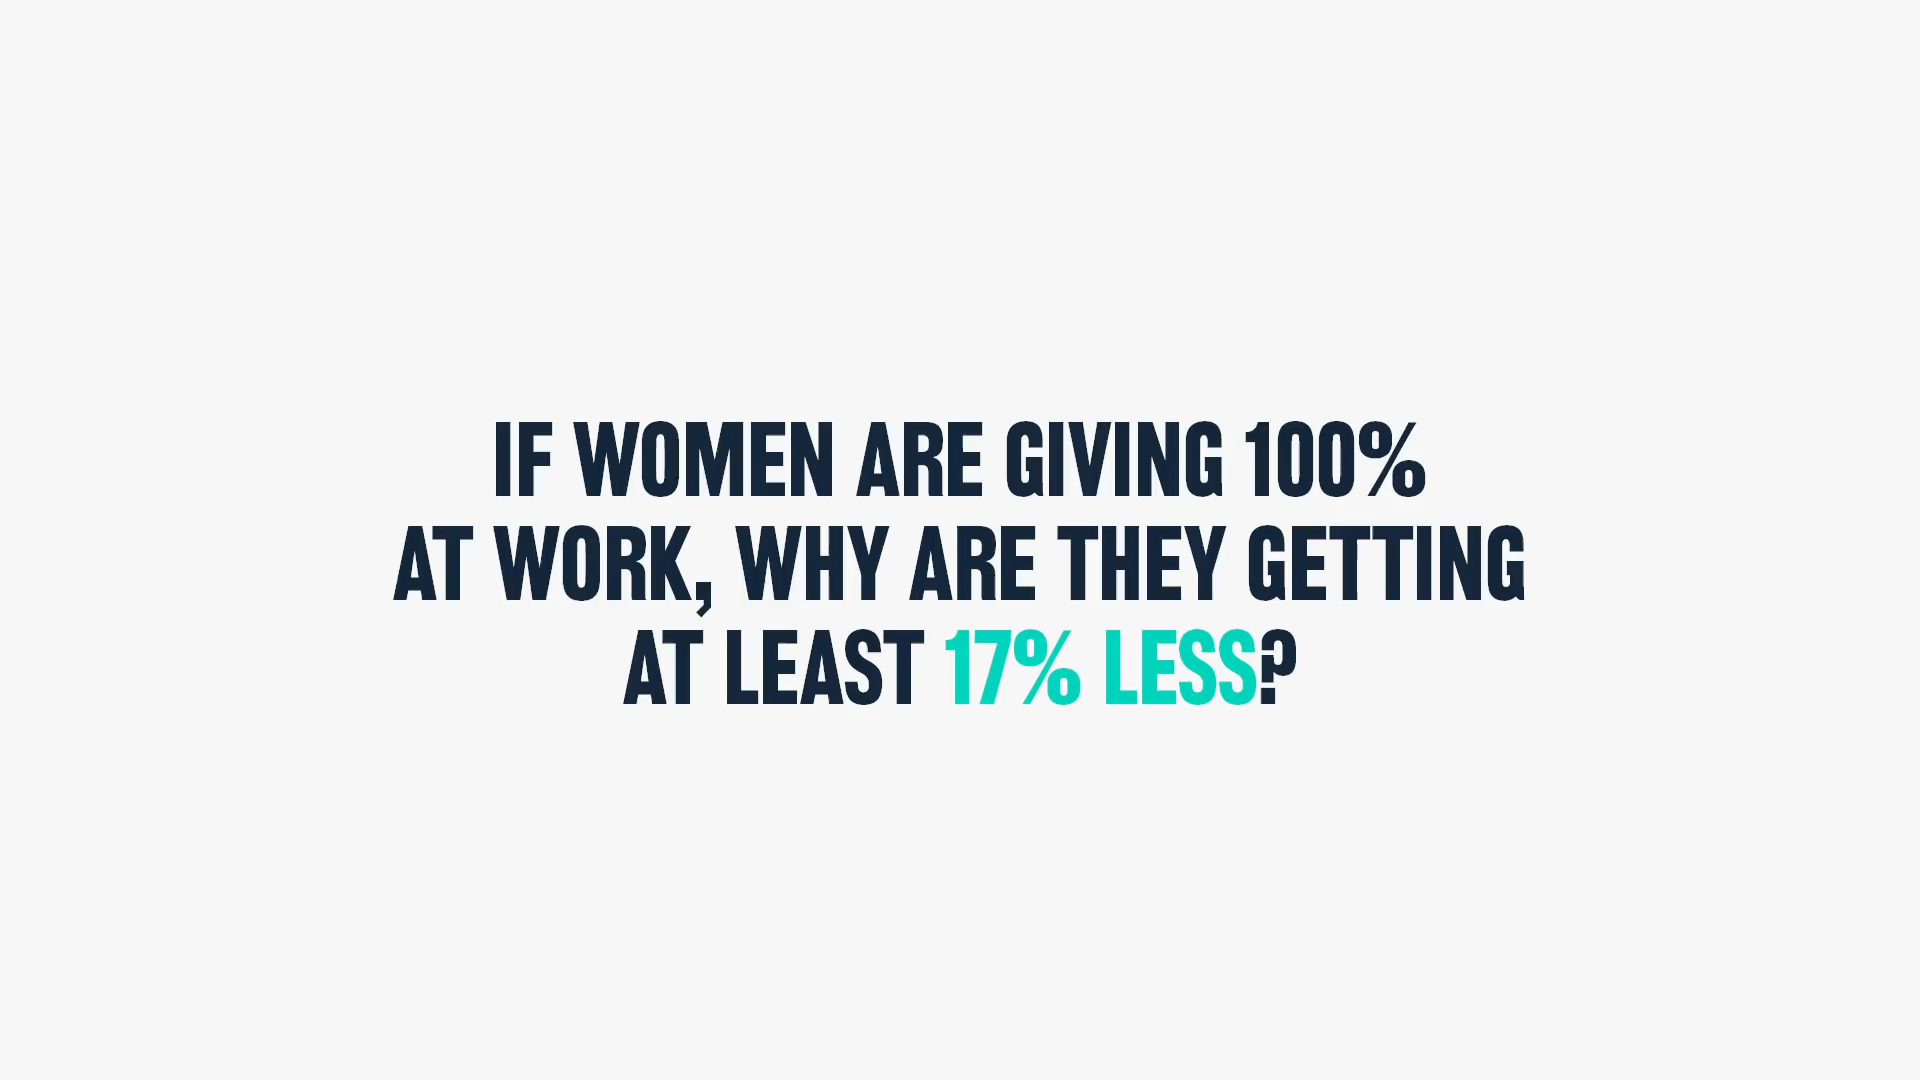 IF WOMEN ARE GIVING 100%
AT WORK, WHY ARE THEY GETTING
AT LEAST 17% LESS?